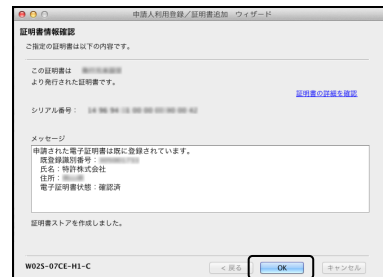 申請人利用登録／証明書追加 ウィザード
証明書情報確認
ご指定の証明書は以下の内容です。
この証明書は
より発行された証明書です。
証明書の詳細を確認
シリアル番号：
メッセージ
申請された電子証明書は既に登録されています。
既登録識別番号：
氏名：特許株式会社
住所：
電子証明書状態：確認済
証明書ストアを作成しました。
W02S-07CE-H1-C
< 戻る
OK
キャンセル